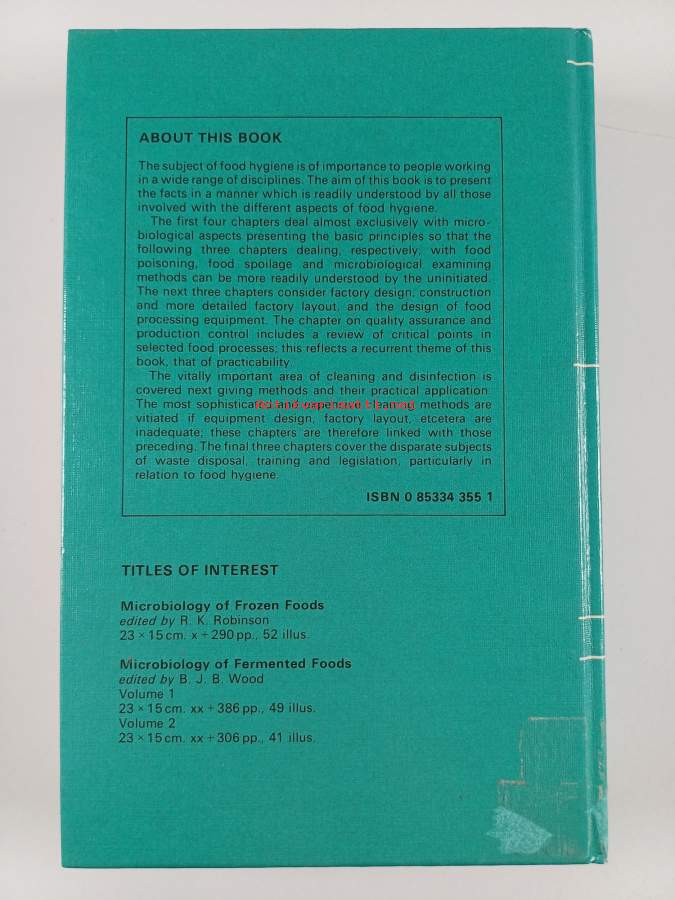 ABOUT THIS BOOK
The subject of food hygiene is of importance to people working
in a wide range of disciplines. The aim of this book is to present
the facts in a manner which is readily understood by all those
involved with the different aspects of food hygiene.
The first four chapters deal almost exclusively with micro-
biological aspects presenting the basic principles so that the
following three chapters dealing, respectively, with food
poisoning, food spoilage and microbiological examining
methods can be more readily understood by the uninitiated.
The next three chapters consider factory design, construction
and more detailed factory layout, and the design of food
processing equipment. The chapter on quality assurance and
production control includes a review of critical points in
selected food processes; this reflects a recurrent theme of this
book, that of practicability.
The vitally important area of cleaning and disinfection is
covered next giving methods and their practical application.
The most sophisticated and expensive cleaning methods are
vitiated if equipment design, factory layout, etcetera are
inadequate; these chapters are therefore linked with those
preceding. The final three chapters cover the disparate subjects
of waste disposal, training and legislation, particularly in
relation to food hygiene.
ISBN 0 85334 355 1
TITLES OF INTEREST
Microbiology of Frozen Foods
edited by R. K. Robinson
23 × 15 cm. x + 290 pp., 52 illus.
Microbiology of Fermented Foods
edited by B. J. B. Wood
Volume 1
23 × 15 cm. xx + 386 pp., 49 illus.
Volume 2
23 × 15 cm. xx + 306 pp., 41 illus.